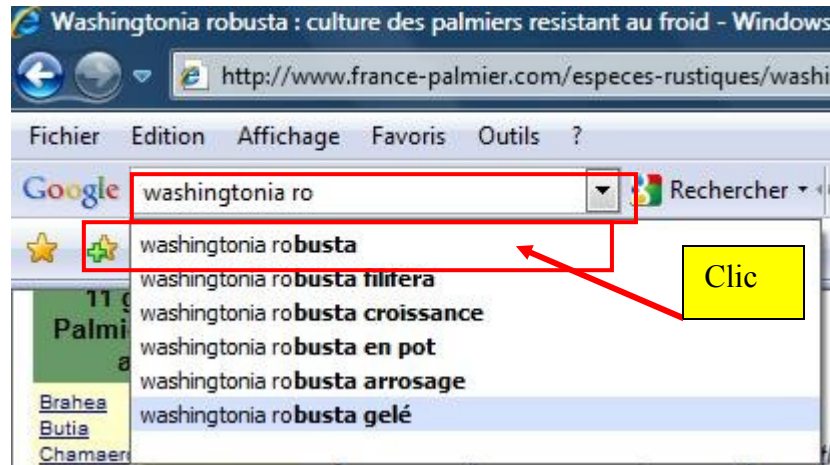 Washingtonia robusta : culture des palmiers resistant au froid - Windows
http://www.france-palmier.com/especes-rustiques/washi
Fichier Edition Affichage Favoris Outils ?
Google washingtonia ro Rechercher
washingtonia robusta
washingtonia robusta filifera
Clic
washingtonia robusta croissance
washingtonia robusta en pot
washingtonia robusta arrosage
washingtonia robusta gelé
11 g
Palmi
a
Brahea
Butia
Chamaer